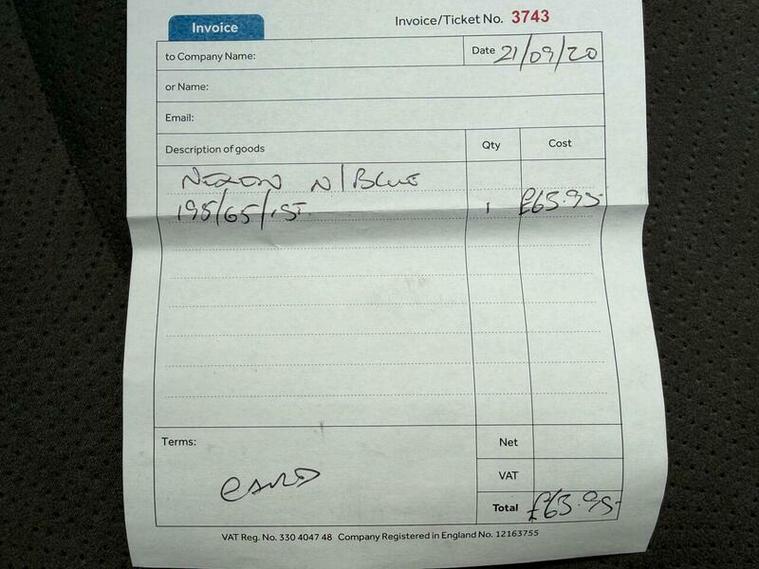 Invoice
Invoice/Ticket No. 3743
to Company Name:
Date 21/09/20
or Name:
Email:
Description of goods Qty Cost
NEXEN N/BLUE
195/65/15 1 £65.95
Terms: Net
CARD
VAT
Total £65.95
VAT Reg. No. 330 4047 48 Company Registered in England No. 12163755